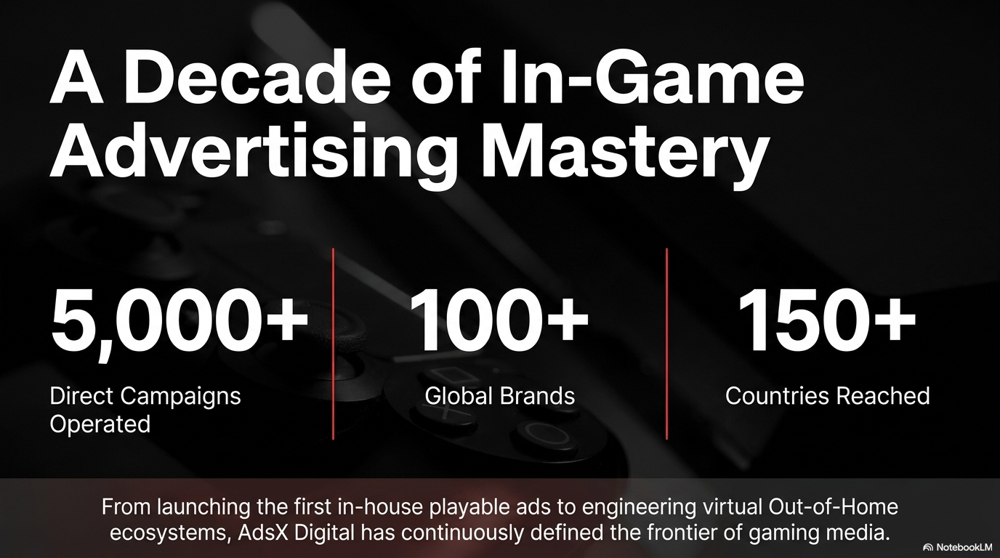 A Decade of In-Game
Advertising Mastery
5,000+
Direct Campaigns
Operated
100+
Global Brands
150+
Countries Reached
From launching the first in-house playable ads to engineering virtual Out-of-Home
ecosystems, AdsX Digital has continuously defined the frontier of gaming media.
NotebookLM